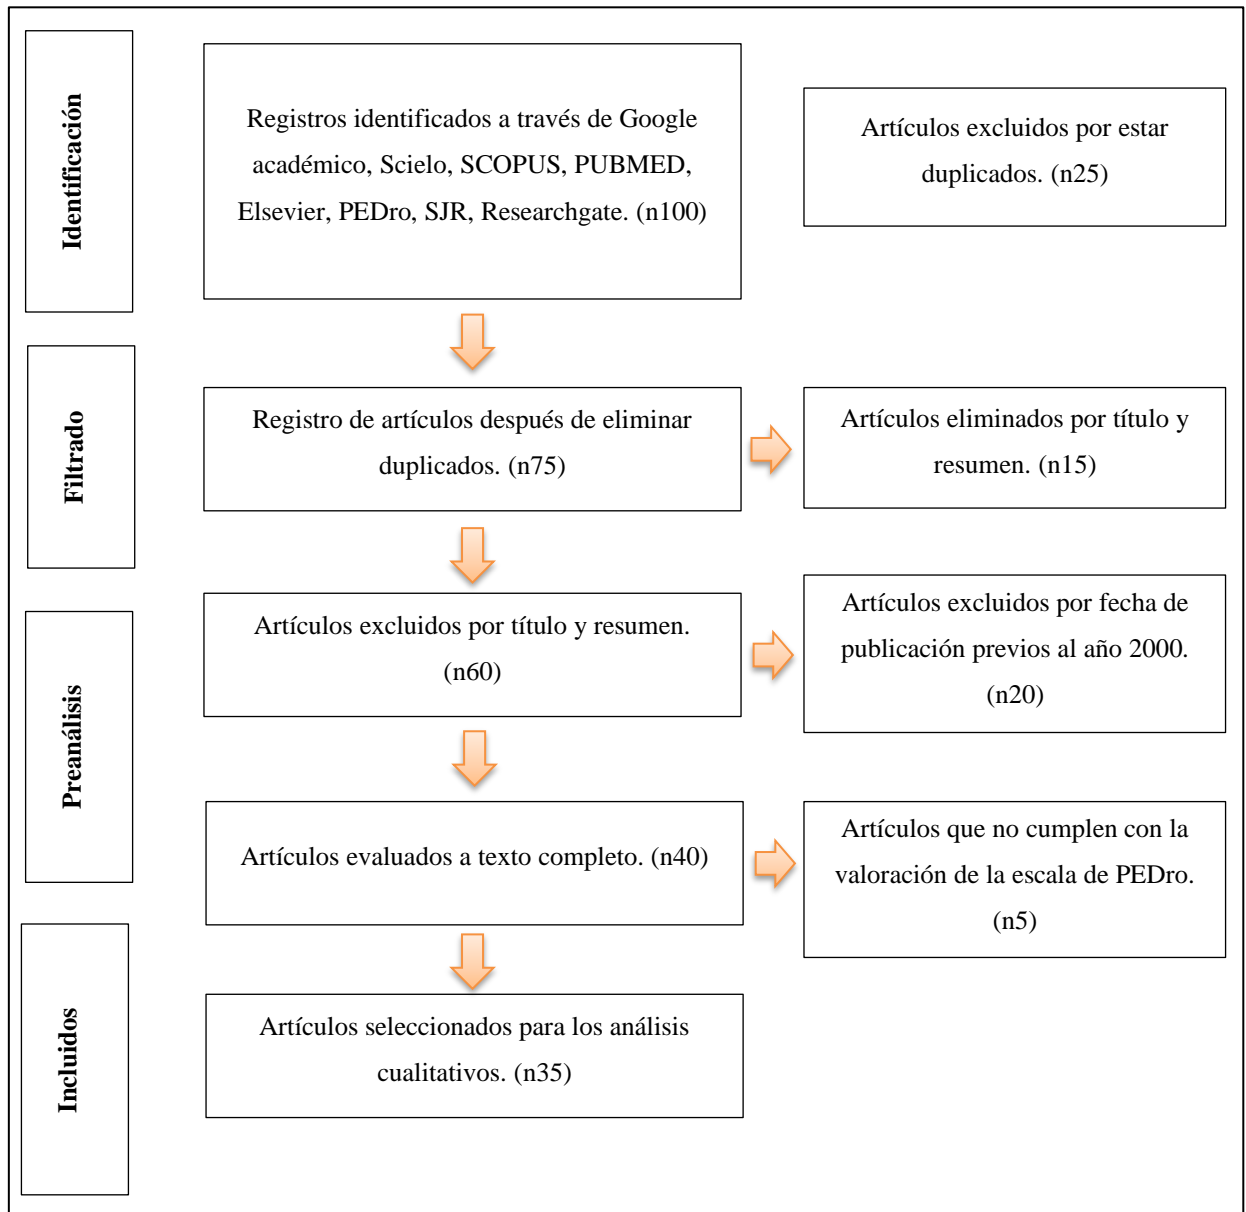 Identificación
Registros identificados a través de Google
académico, Scielo, SCOPUS, PUBMED,
Elsevier, PEDro, SJR, Researchgate. (n100)
Artículos excluidos por estar
duplicados. (n25)
Filtrado
Registro de artículos después de eliminar
duplicados. (n75)
Artículos eliminados por título y
resumen. (n15)
Preanálisis
Artículos excluidos por título y resumen.
(n60)
Artículos excluidos por fecha de
publicación previos al año 2000.
(n20)
Artículos evaluados a texto completo. (n40)
Artículos que no cumplen con la
valoración de la escala de PEDro.
(n5)
Incluidos
Artículos seleccionados para los análisis
cualitativos. (n35)